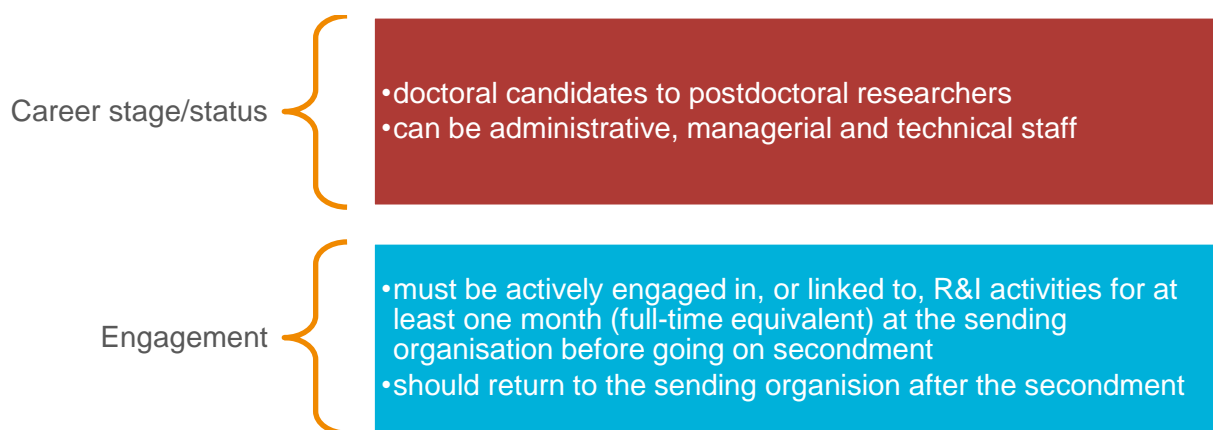 Career stage/status
•doctoral candidates to postdoctoral researchers
•can be administrative, managerial and technical staff
Engagement
•must be actively engaged in, or linked to, R&I activities for at
least one month (full-time equivalent) at the sending
organisation before going on secondment
•should return to the sending organision after the secondment